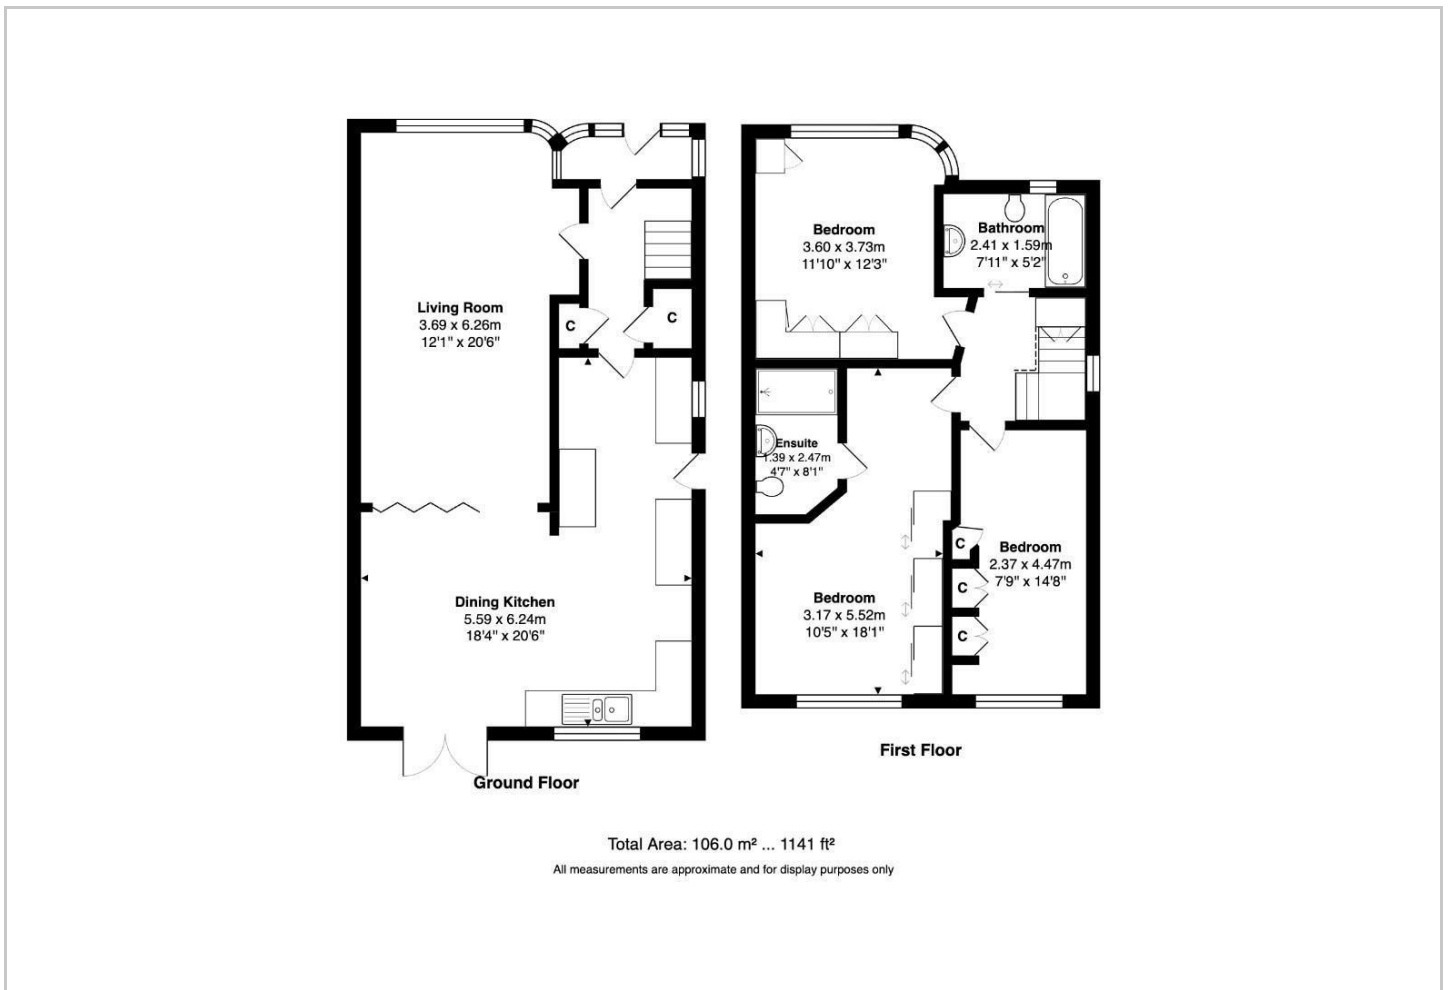 Living Room
3.69 x 6.26m
12'1" x 20'6"
C
C
Dining Kitchen
5.59 x 6.24m
18'4" x 20'6"
Ground Floor
Bedroom
3.60 x 3.73m
11'10" x 12'3"
Bathroom
2.41 x 1.59m
7'11" x 5'2"
Ensuite
1.39 x 2.47m
4'7" x 8'1"
Bedroom
3.17 x 5.52m
10'5" x 18'1"
C
C
C
Bedroom
2.37 x 4.47m
7'9" x 14'8"
First Floor
Total Area: 106.0 m² ... 1141 ft²
All measurements are approximate and for display purposes only